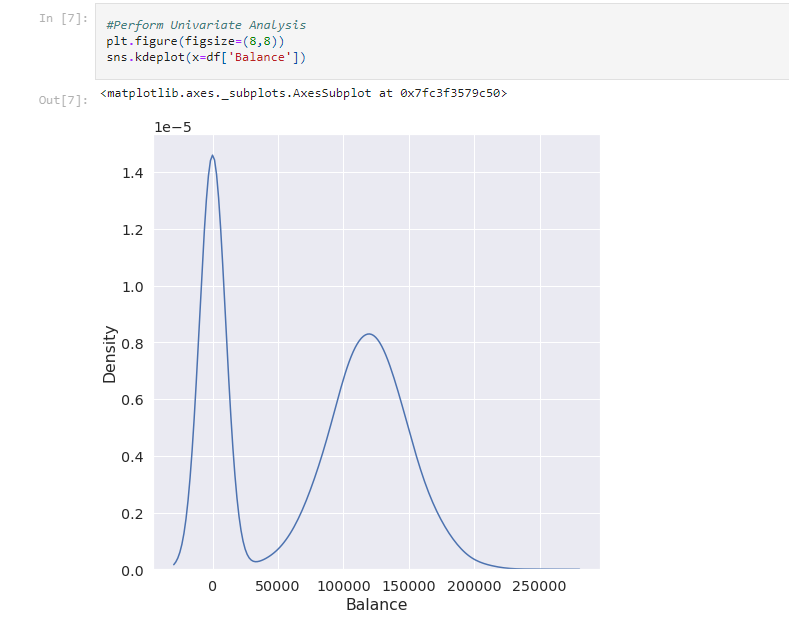 In [7]:
#Perform Univariate Analysis
plt.figure(figsize=(8,8))
sns.kdeplot(x=df['Balance'])
Out[7]:
<matplotlib.axes._subplots.AxesSubplot at 0x7fc3f3579c50>
1e−5
1.4
1.2
1.0
0.8
0.6
0.4
0.2
0.0
Density
0 50000 100000 150000 200000 250000
Balance